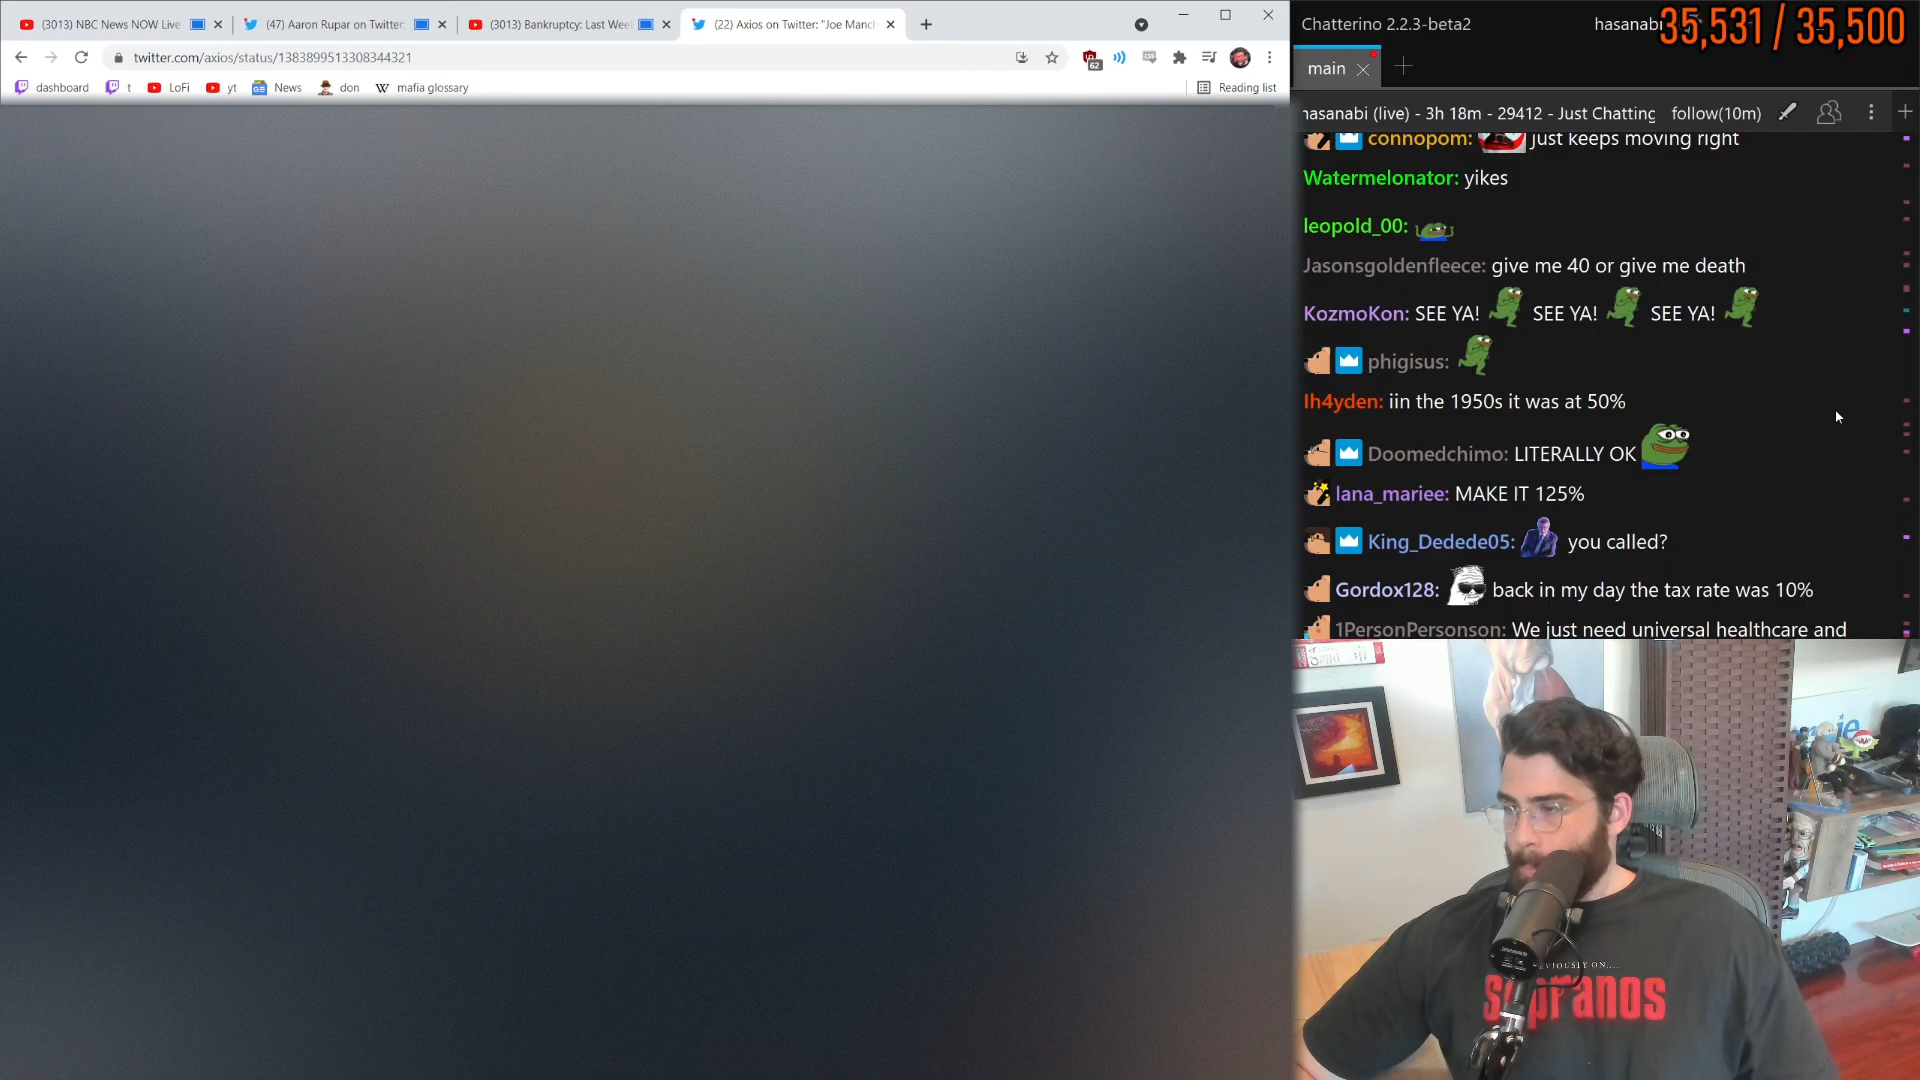 (3013) NBC News NOW Live
(47) Aaron Rupar on Twitter:
(3013) Bankruptcy: Last Wee
(22) Axios on Twitter: "Joe Manch
twitter.com/axios/status/1383899513308344321
62
dashboard
t
LoFi
yt
News
don
mafia glossary
Reading list
Chatterino 2.2.3-beta2
hasanabi
35,531 / 35,500
main
hasanabi (live) - 3h 18m - 29412 - Just Chatting
follow(10m)
connopom: Just keeps moving right
Watermelonator: yikes
leopold_00:
Jasonsgoldenfleece: give me 40 or give me death
KozmoKon: SEE YA! SEE YA! SEE YA!
phigisus:
Ih4yden: iin the 1950s it was at 50%
Doomedchimo: LITERALLY OK
lana_mariee: MAKE IT 125%
King_Dedede05: you called?
Gordox128: back in my day the tax rate was 10%
1PersonPersonson: We just need universal healthcare and
VIOUSLY ON....
Sopranos